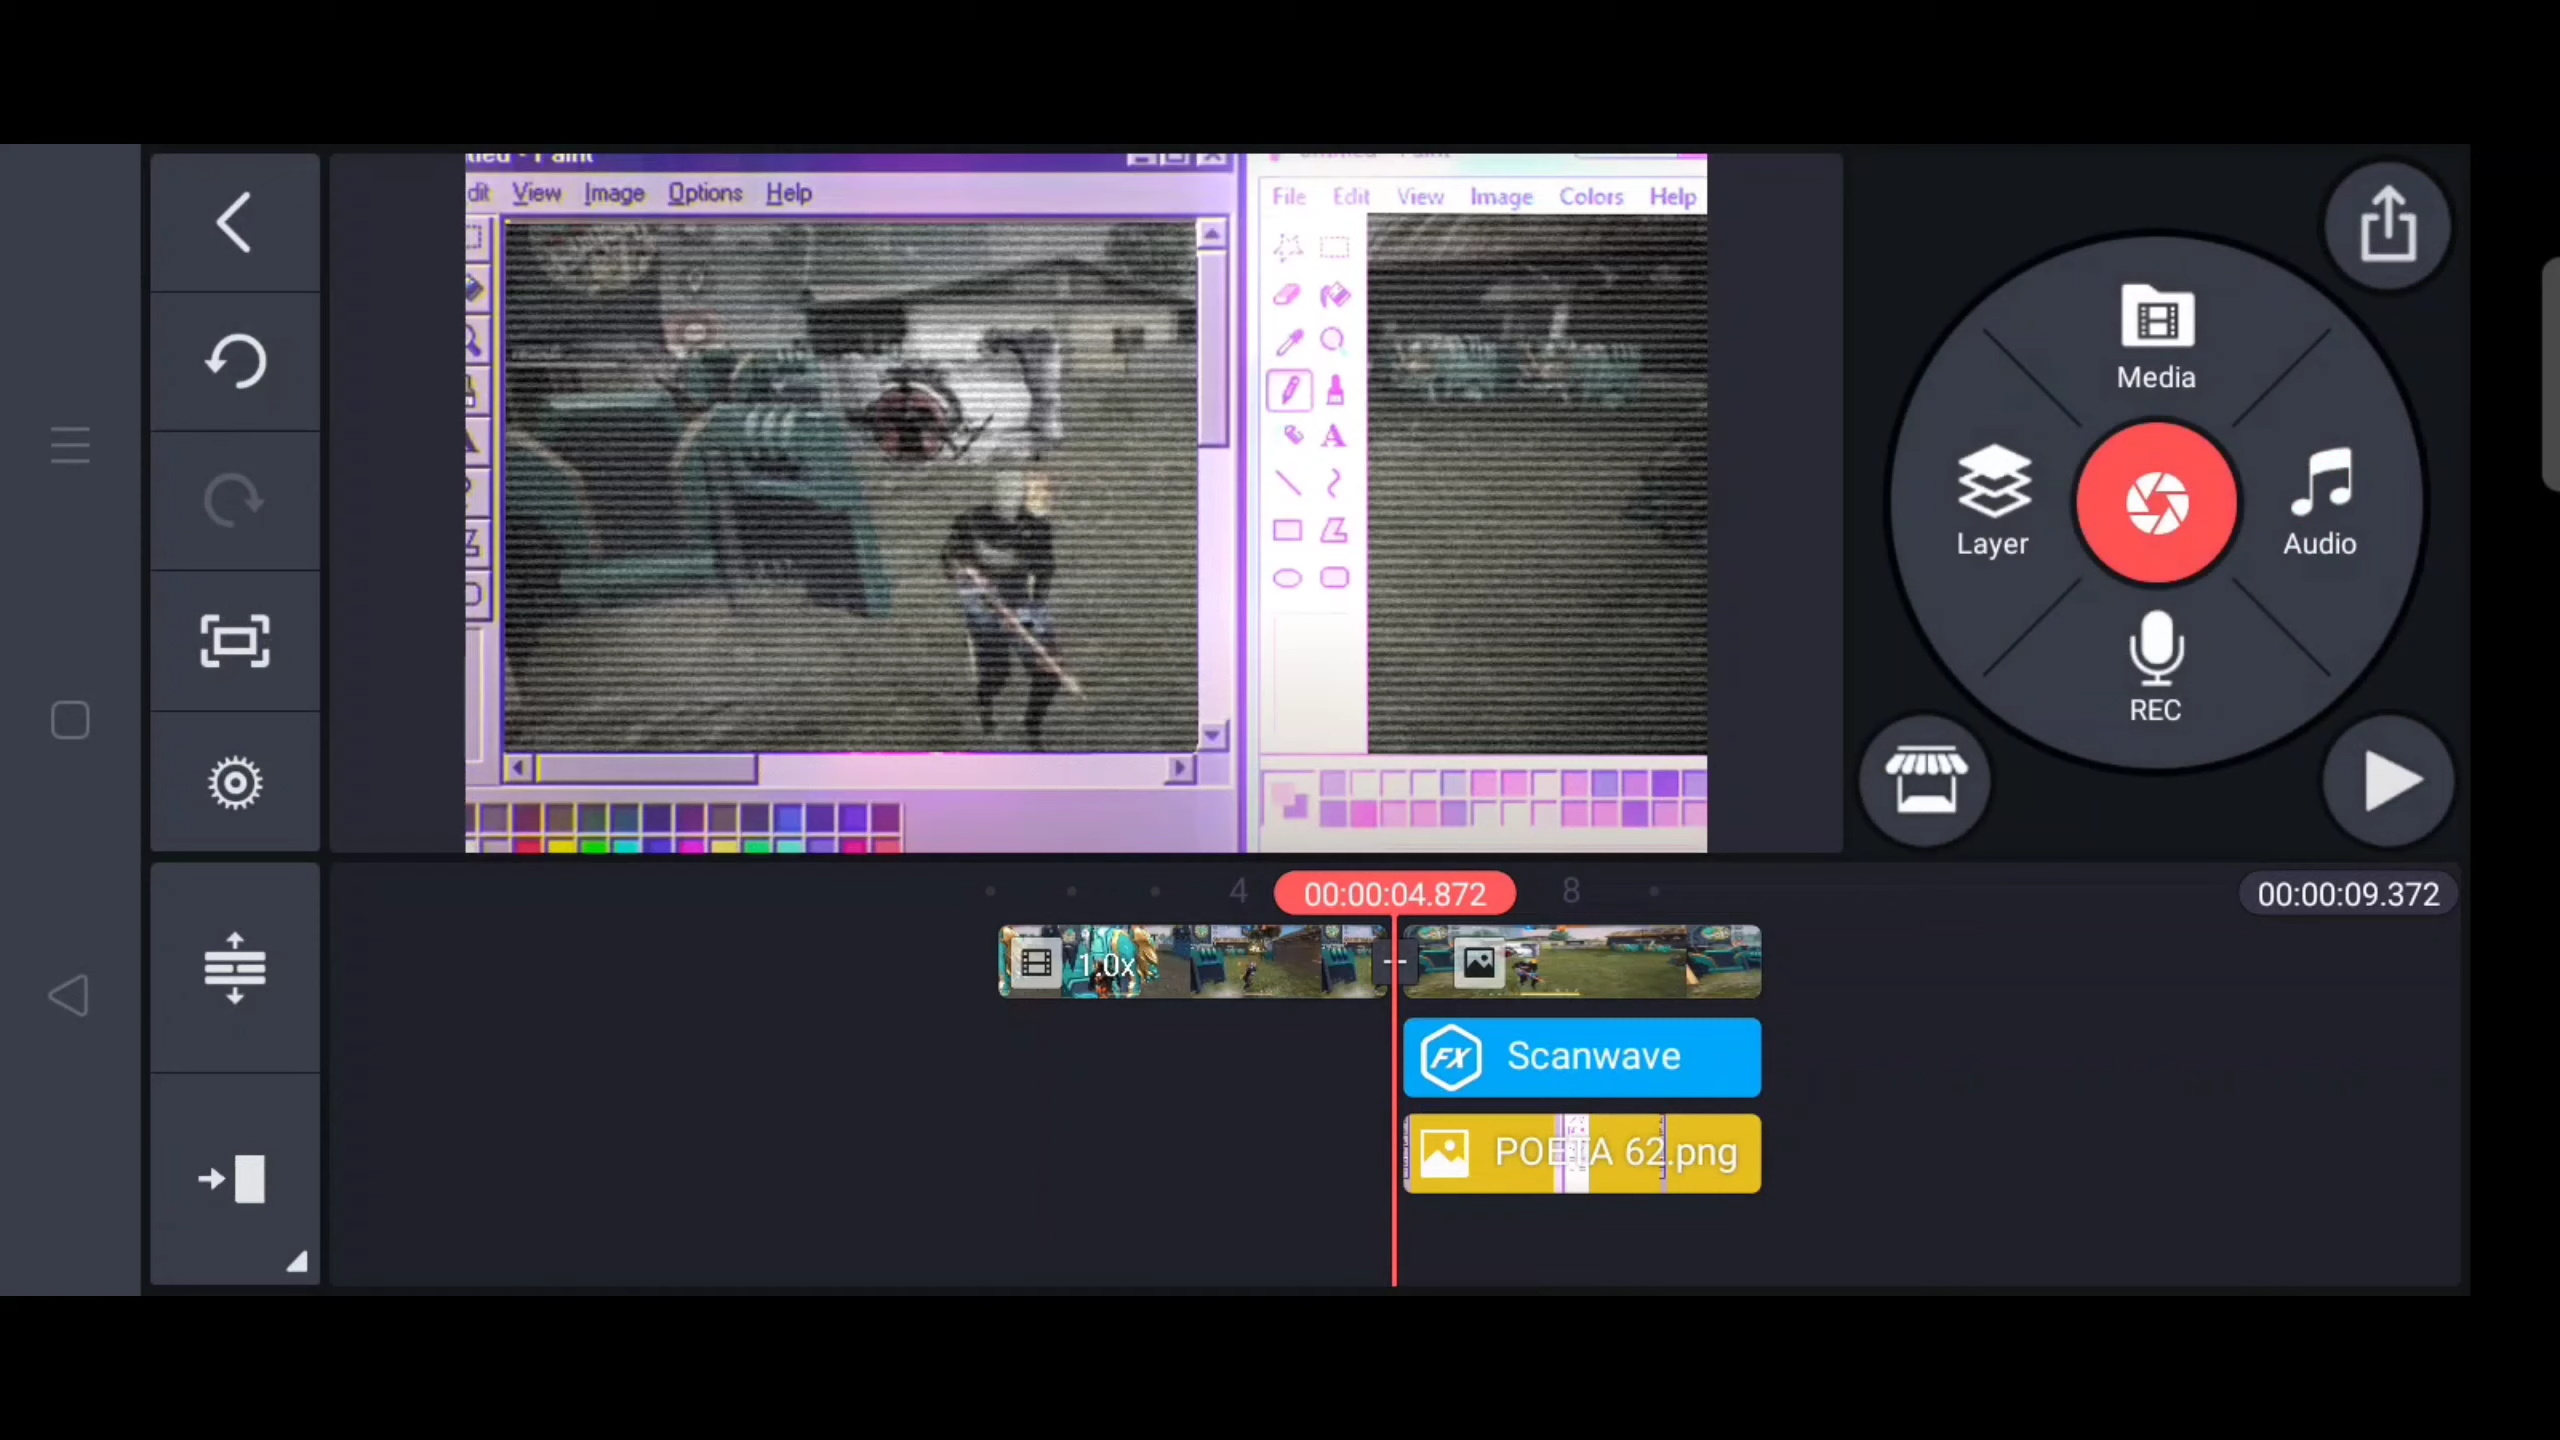 View Image Options Help
File Edit View Image Colors Help
A
Media
Layer
Audio
REC
4
00:00:04.872
8
00:00:09.372
1.0x
FX Scanwave
POETA 62.png